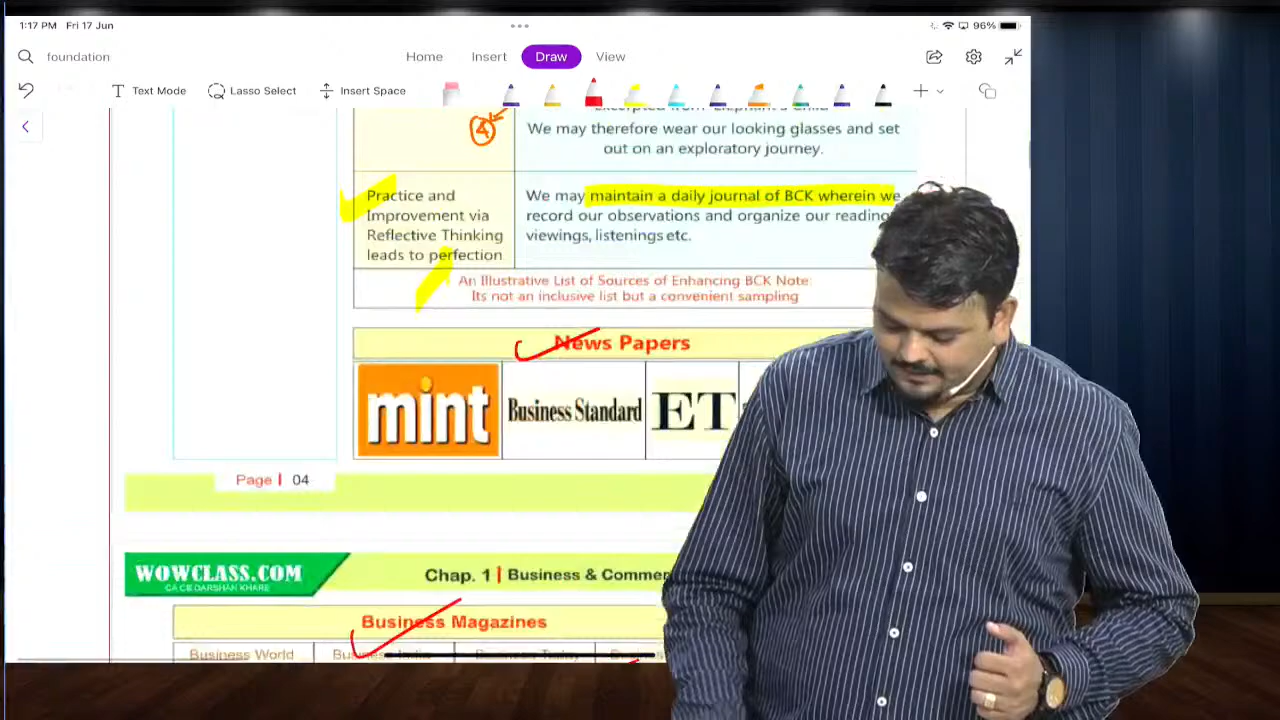 1:17 PM Fri 17 Jun
96%
foundation
Home
Insert
Draw
View
Text Mode
Lasso Select
Insert Space
4
We may therefore wear our looking glasses and set
out on an exploratory journey.
Practice and
Improvement via
Reflective Thinking
leads to perfection
We may maintain a daily journal of BCK wherein we
record our observations and organize our reading
viewings, listenings etc.
An Illustrative List of Sources of Enhancing BCK Note:
Its not an inclusive list but a convenient sampling
News Papers
mint
Business Standard
ET
Page | 04
WOWCLASS.COM
CA CS DARSHAN KHARE
Chap. 1 | Business & Commer
Business Magazines
Business World
Business India
Business Today